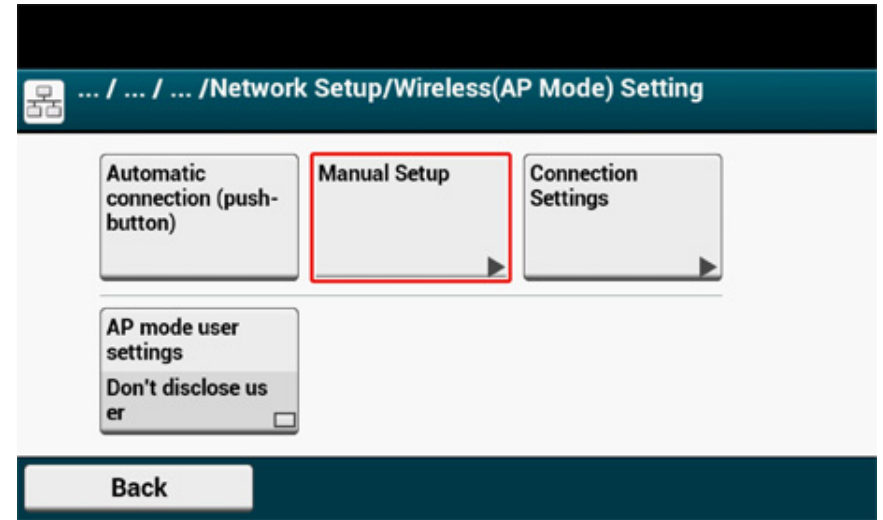 ... / ... / ... /Network Setup/Wireless(AP Mode) Setting
Automatic
connection (push-
button)
Manual Setup
Connection
Settings
AP mode user
settings
Don't disclose us
er
Back